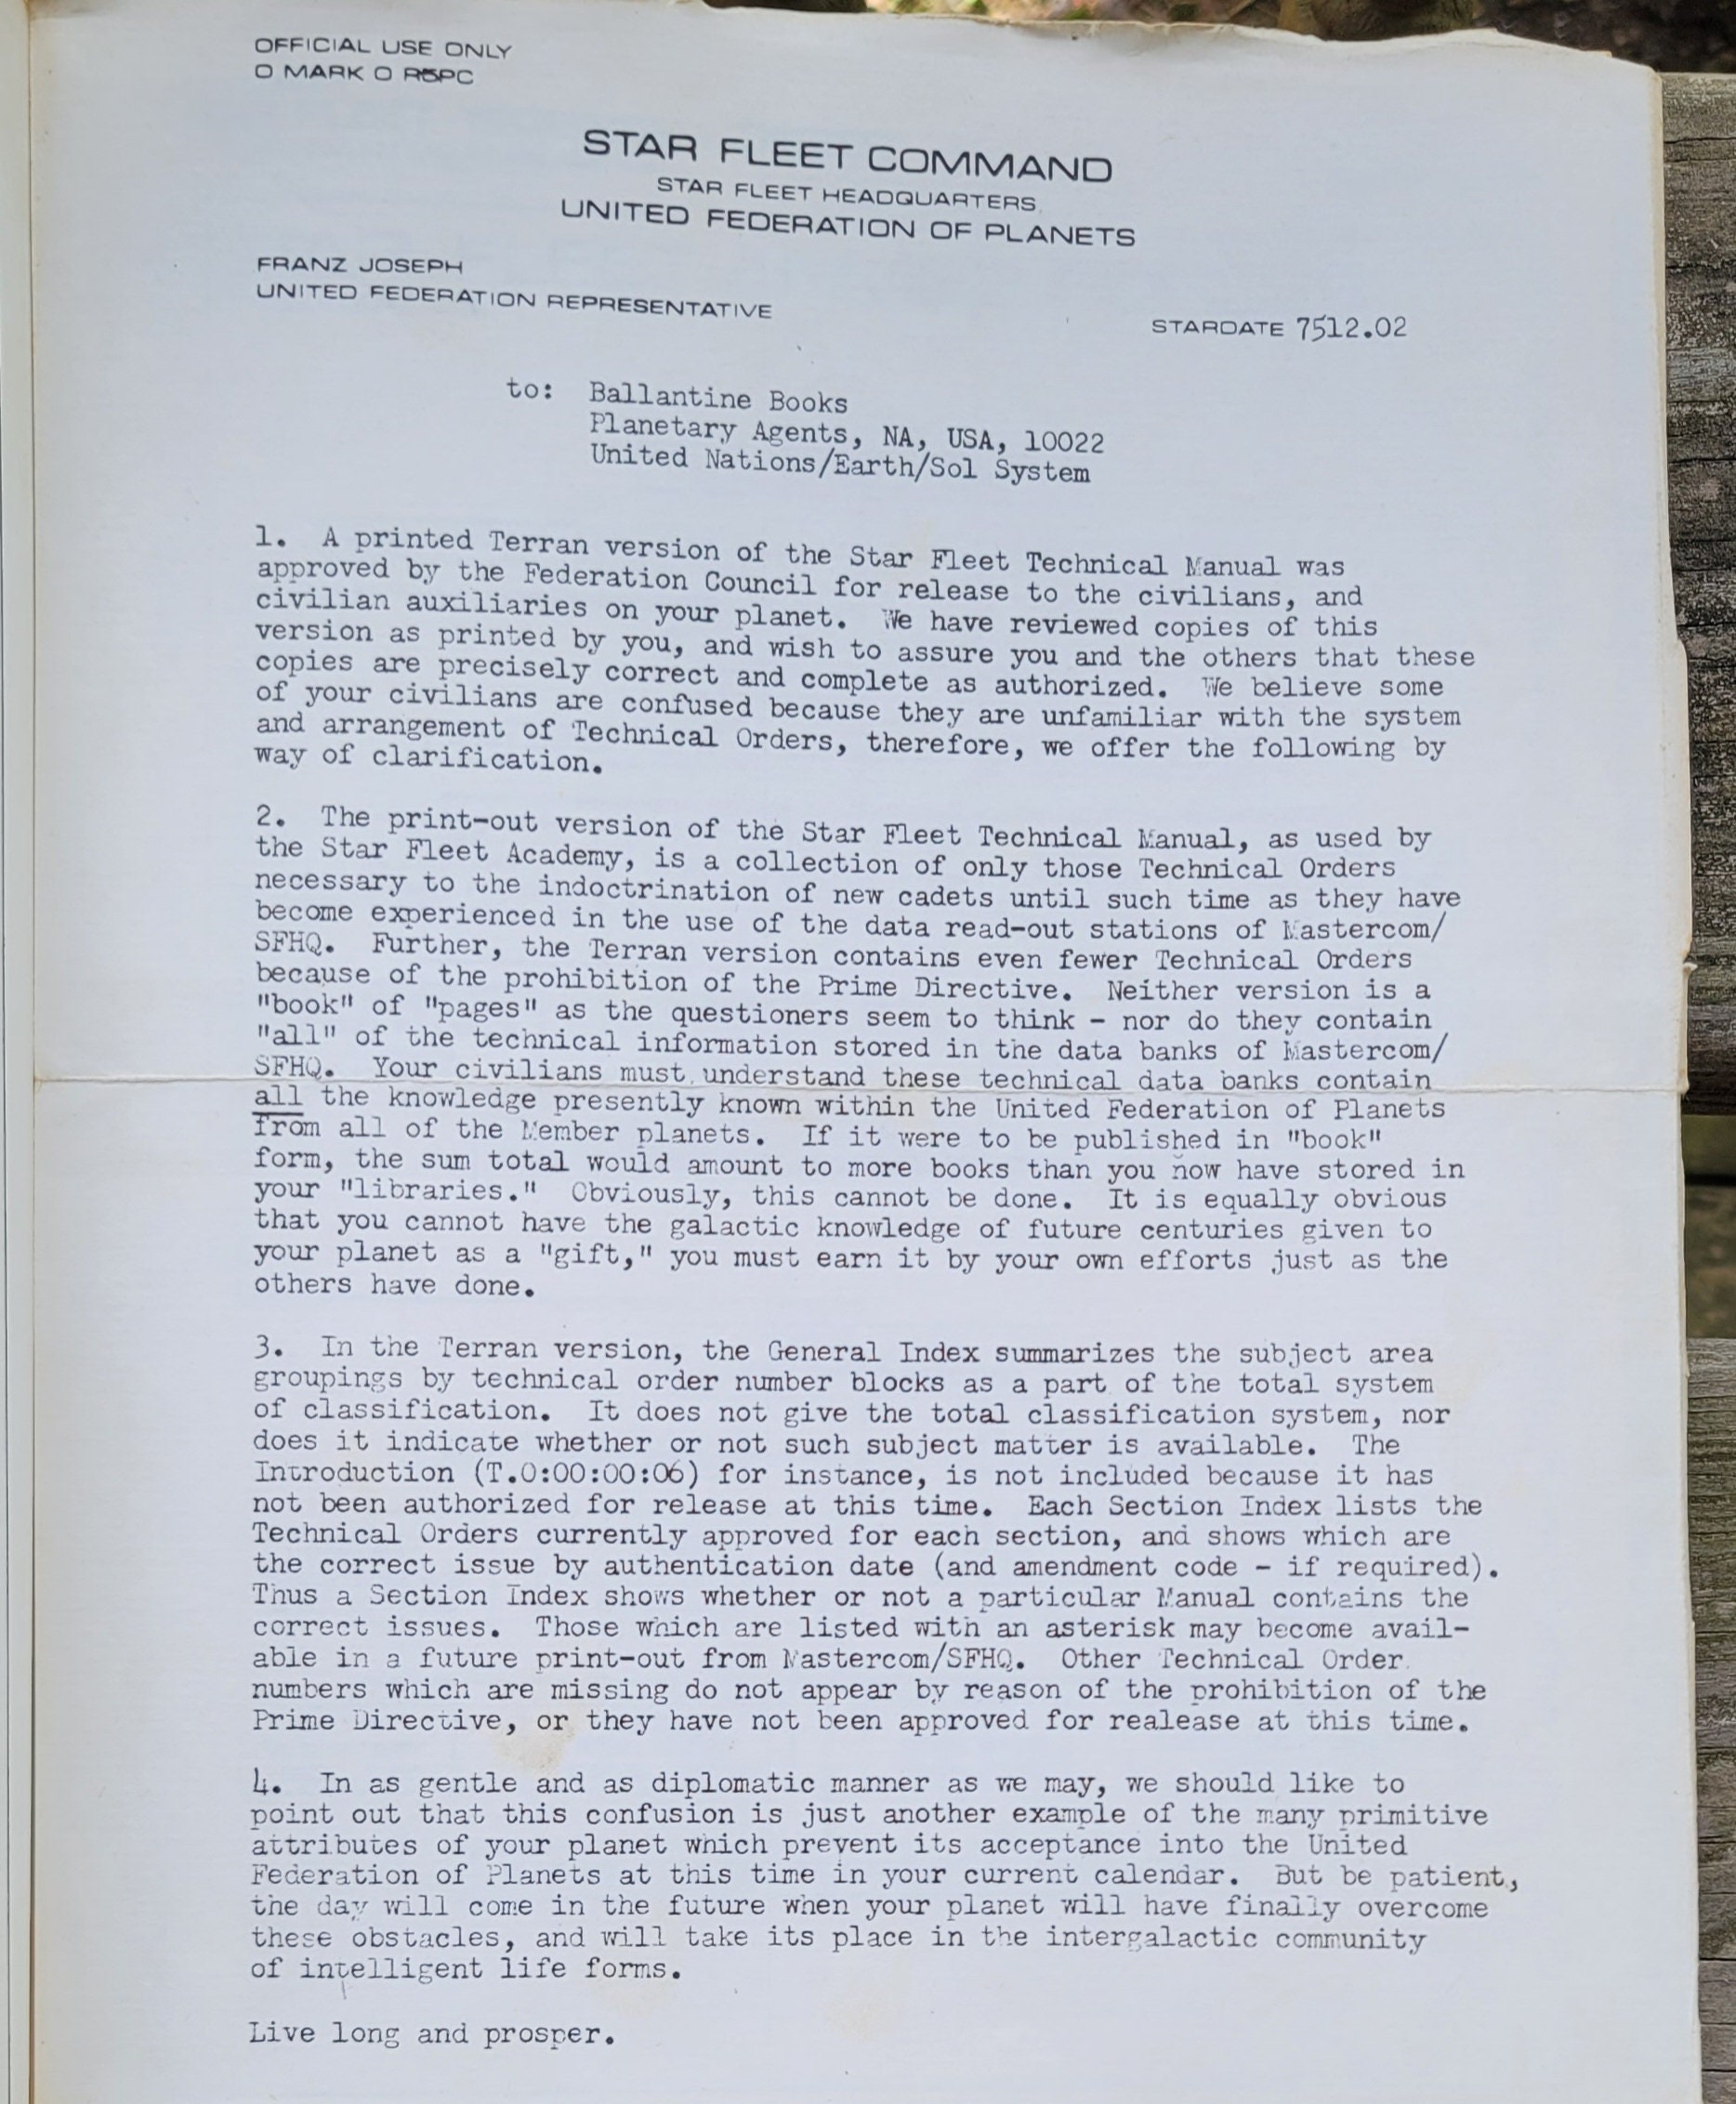 OFFICIAL USE ONLY
O MARK O RSPC
STAR FLEET COMMAND
STAR FLEET HEADQUARTERS
UNITED FEDERATION OF PLANETS
FRANZ JOSEPH
UNITED FEDERATION REPRESENTATIVE
STARDATE 7512.02
to: Ballantine Books
Planetary Agents, NA, USA, 10022
United Nations/Earth/Sol System
1. A printed Terran version of the Star Fleet Technical Manual was
approved by the Federation Council for release to the civilians, and
civilian auxiliaries on your planet. We have reviewed copies of this
version as printed by you, and wish to assure you and the others that these
copies are precisely correct and complete as authorized. We believe some
of your civilians are confused because they are unfamiliar with the system
and arrangement of Technical Orders, therefore, we offer the following by
way of clarification.
2. The print-out version of the Star Fleet Technical Manual, as used by
the Star Fleet Academy, is a collection of only those Technical Orders
necessary to the indoctrination of new cadets until such time as they have
become experienced in the use of the data read-out stations of Mastercom/
SFHQ. Further, the Terran version contains even fewer Technical Orders
because of the prohibition of the Prime Directive. Neither version is a
"book" of "pages" as the questioners seem to think - nor do they contain
"all" of the technical information stored in the data banks of Mastercom/
SFHQ. Your civilians must understand these technical data banks contain
all the knowledge presently known within the United Federation of Planets
from all of the Member planets. If it were to be published in "book"
form, the sum total would amount to more books than you now have stored in
your "libraries." Obviously, this cannot be done. It is equally obvious
that you cannot have the galactic knowledge of future centuries given to
your planet as a "gift," you must earn it by your own efforts just as the
others have done.
3. In the Terran version, the General Index summarizes the subject area
groupings by technical order number blocks as a part of the total system
of classification. It does not give the total classification system, nor
does it indicate whether or not such subject matter is available. The
Introduction (T.O:00:00:06) for instance, is not included because it has
not been authorized for release at this time. Each Section Index lists the
Technical Orders currently approved for each section, and shows which are
the correct issue by authentication date (and amendment code - if required).
Thus a Section Index shows whether or not a particular Manual contains the
correct issues. Those which are listed with an asterisk may become avail-
able in a future print-out from Mastercom/SFHQ. Other Technical Order
numbers which are missing do not appear by reason of the prohibition of the
Prime Directive, or they have not been approved for realease at this time.
4. In as gentle and as diplomatic manner as we may, we should like to
point out that this confusion is just another example of the many primitive
attributes of your planet which prevent its acceptance into the United
Federation of Planets at this time in your current calendar. But be patient,
the day will come in the future when your planet will have finally overcome
these obstacles, and will take its place in the intergalactic community
of intelligent life forms.
Live long and prosper.